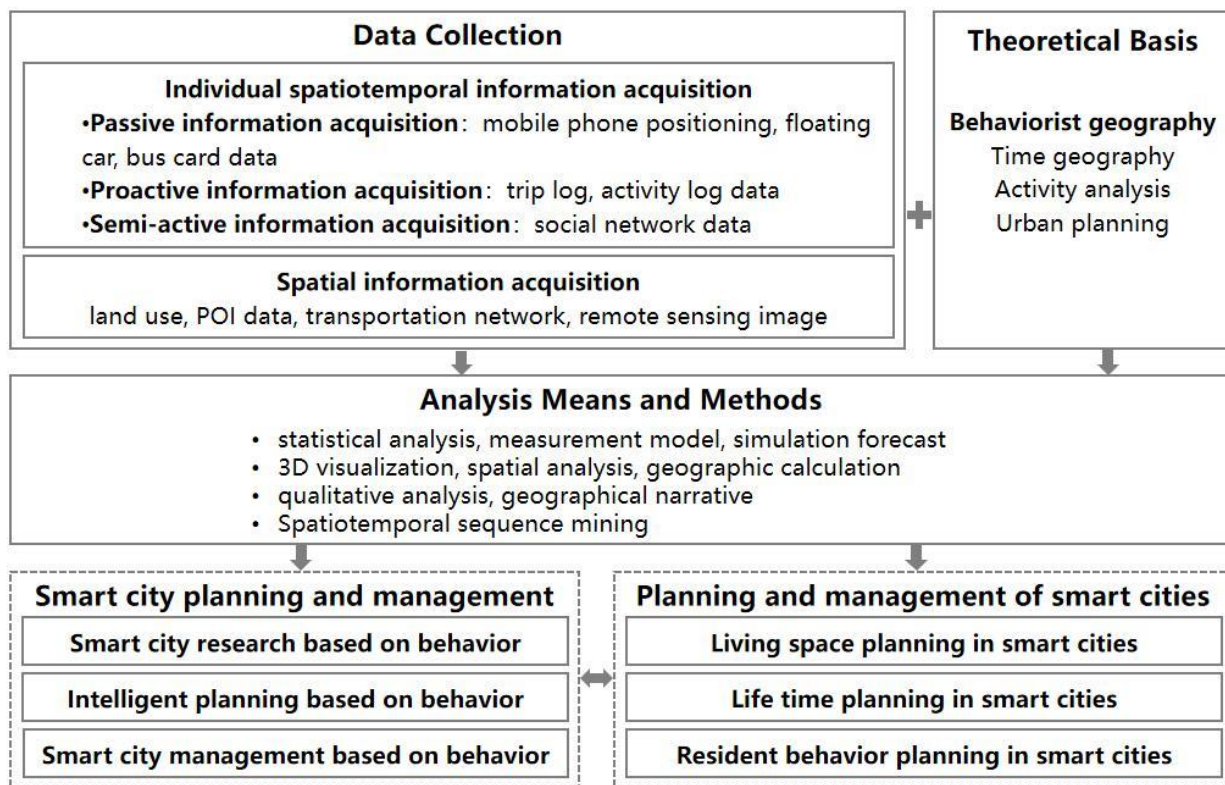 Data Collection
Individual spatiotemporal information acquisition
•Passive information acquisition：mobile phone positioning, floating
car, bus card data
•Proactive information acquisition：trip log, activity log data
•Semi-active information acquisition：social network data
Spatial information acquisition
land use, POI data, transportation network, remote sensing image
Theoretical Basis
Behaviorist geography
Time geography
Activity analysis
Urban planning
Analysis Means and Methods
• statistical analysis, measurement model, simulation forecast
• 3D visualization, spatial analysis, geographic calculation
• qualitative analysis, geographical narrative
• Spatiotemporal sequence mining
Smart city planning and management
Smart city research based on behavior
Intelligent planning based on behavior
Smart city management based on behavior
Planning and management of smart cities
Living space planning in smart cities
Life time planning in smart cities
Resident behavior planning in smart cities